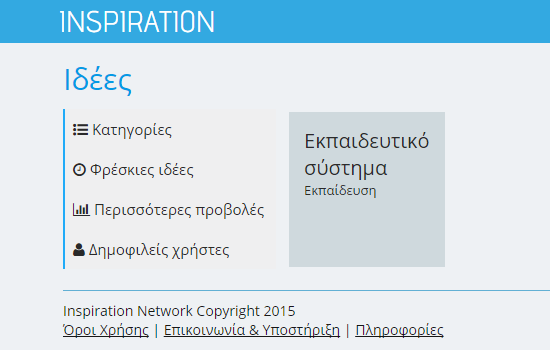 INSPIRATION
Ιδέες
Κατηγορίες
Φρέσκιες ιδέες
Περισσότερες προβολές
Δημοφιλείς χρήστες
Εκπαιδευτικό
σύστημα
Εκπαίδευση
Inspiration Network Copyright 2015
Όροι Χρήσης | Επικοινωνία & Υποστήριξη | Πληροφορίες